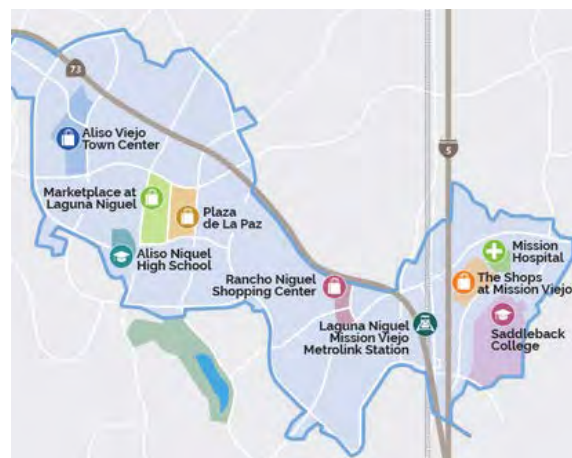 73
Aliso Viejo
Town Center
5
Marketplace at
Laguna Niguel
Plaza
de La Paz
Aliso Niquel
High School
Mission
Hospital
Rancho Niguel
Shopping Center
The Shops
at Mission Viejo
Laguna Niguel
Mission Viejo
Metrolink Station
Saddleback
College